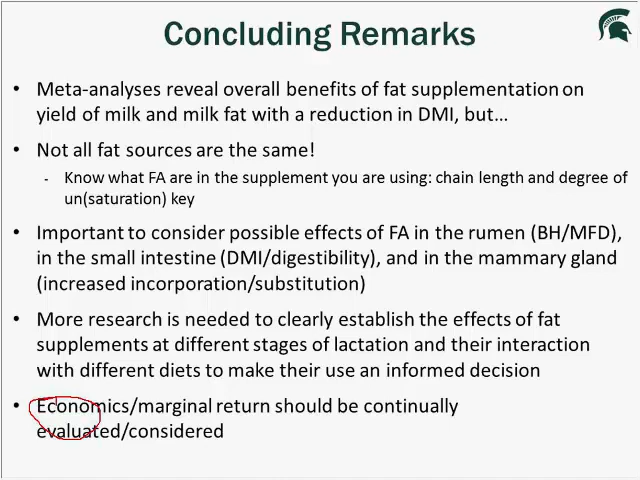 Concluding Remarks
• Meta-analyses reveal overall benefits of fat supplementation on
yield of milk and milk fat with a reduction in DMI, but…
• Not all fat sources are the same!
- Know what FA are in the supplement you are using: chain length and degree of
un(saturation) key
• Important to consider possible effects of FA in the rumen (BH/MFD),
in the small intestine (DMI/digestibility), and in the mammary gland
(increased incorporation/substitution)
• More research is needed to clearly establish the effects of fat
supplements at different stages of lactation and their interaction
with different diets to make their use an informed decision
• Economics/marginal return should be continually
evaluated/considered